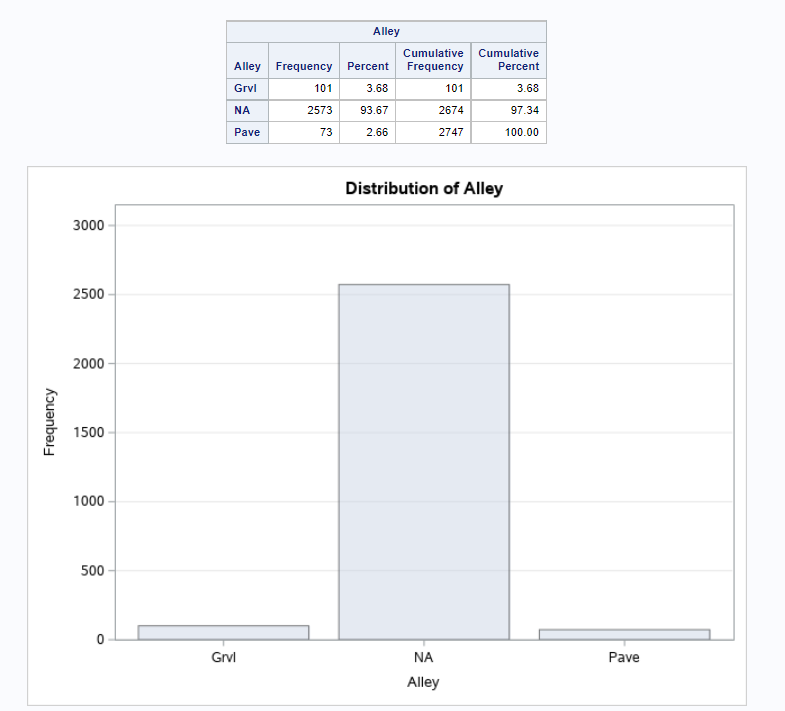 Alley
Alley Frequency Percent Cumulative Frequency Cumulative Percent
Grvl 101 3.68 101 3.68
NA 2573 93.67 2674 97.34
Pave 73 2.66 2747 100.00
Distribution of Alley
3000
2500
2000
1500
1000
500
0
Frequency
Grvl NA Pave
Alley